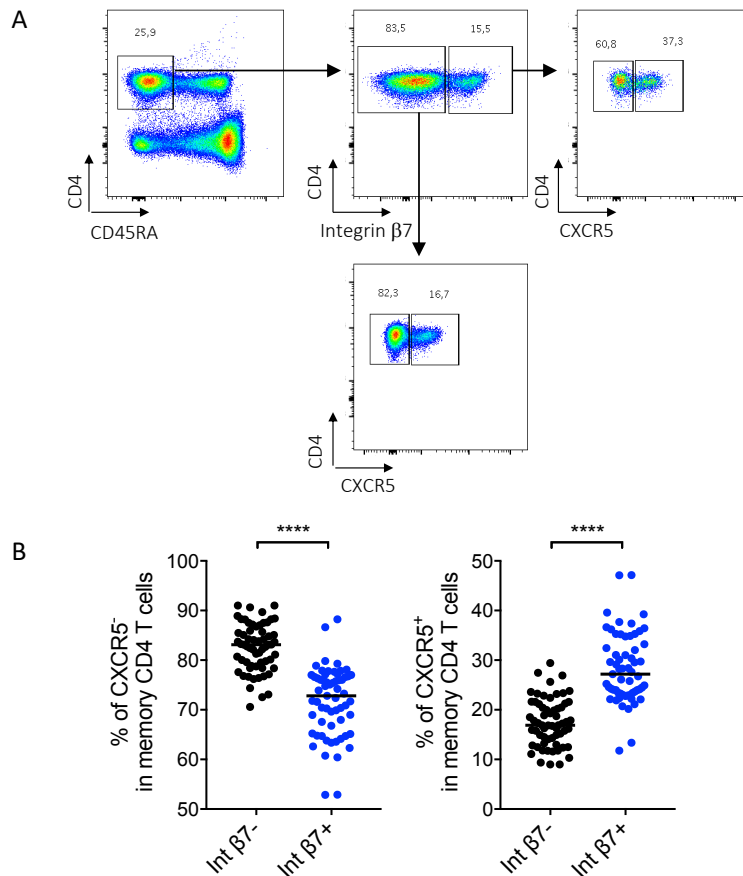 A
25,9
CD4
CD45RA
83,5
15,5
CD4
Integrin β7
60,8
37,3
CD4
CXCR5
82,3
16,7
CD4
CXCR5
B
****
% of CXCR5-
in memory CD4 T cells
100
90
80
70
60
50
Int β7-
Int β7+
****
% of CXCR5+
in memory CD4 T cells
50
40
30
20
10
0
Int β7-
Int β7+